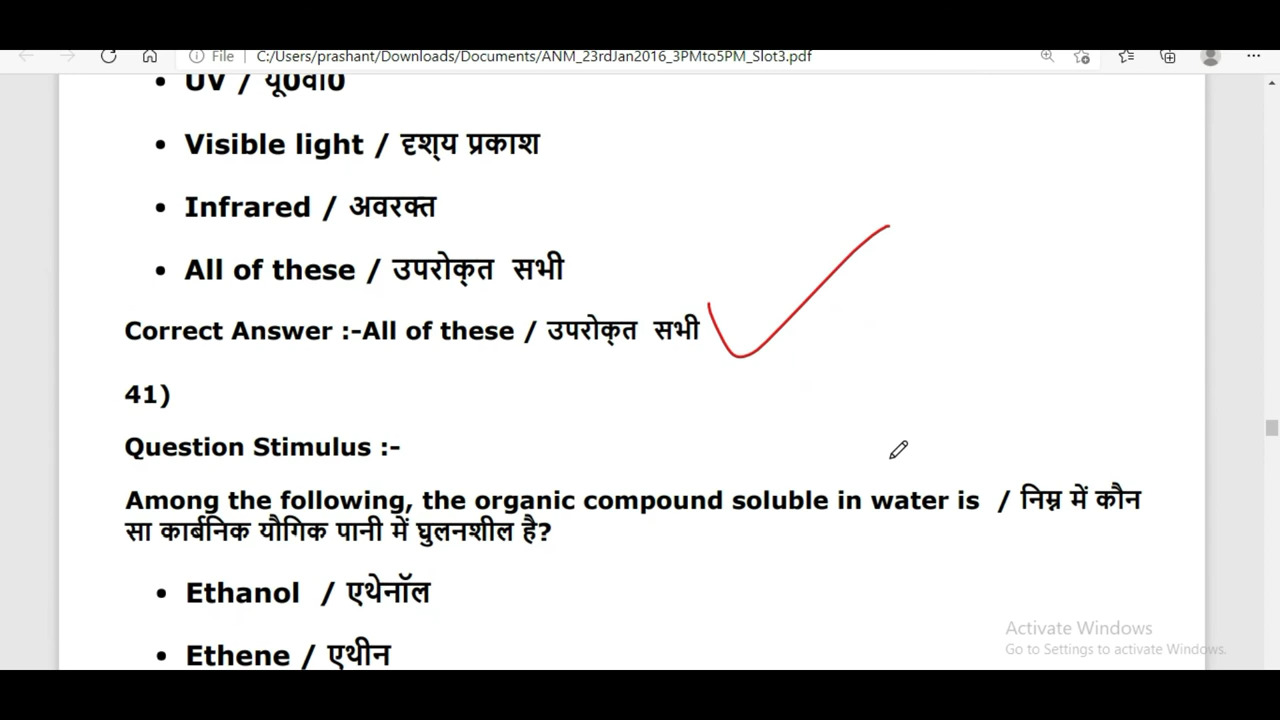 File C:/Users/prashant/Downloads/Documents/ANM_23rdJan2016_3PMto5PM_Slot3.pdf
• UV / यू0वी0
• Visible light / दृश्य प्रकाश
• Infrared / अवरक्त
• All of these / उपरोक्त सभी
Correct Answer :-All of these / उपरोक्त सभी
41)
Question Stimulus :-
Among the following, the organic compound soluble in water is / निम्न में कौन
सा कार्बनिक यौगिक पानी में घुलनशील है?
• Ethanol / एथेनॉल
• Ethene / एथीन
Activate Windows
Go to Settings to activate Windows.